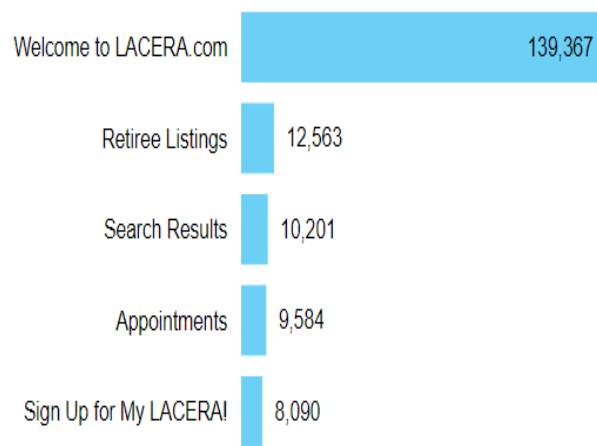 Welcome to LACERA.com 139,367
Retiree Listings 12,563
Search Results 10,201
Appointments 9,584
Sign Up for My LACERA! 8,090